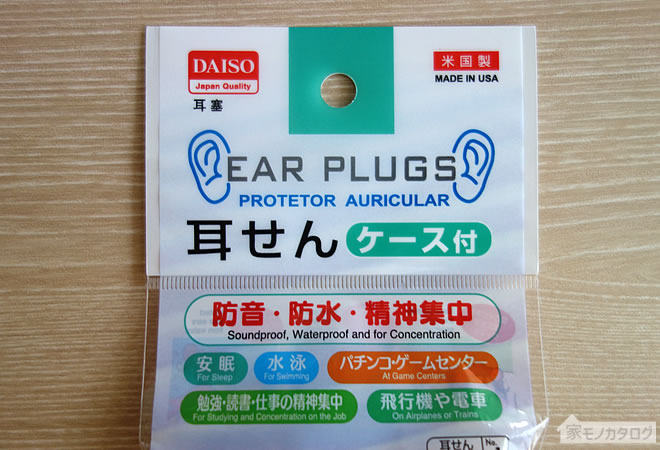 DAISO
Japan Quality
耳塞
米国製
MADE IN USA
EAR PLUGS
PROTETOR AURICULAR
耳せん ケース付
防音・防水・精神集中
Soundproof, Waterproof and for Concentration
安眠
For Sleep
水泳
For Swimming
パチンコ・ゲームセンター
At Game Centers
勉強・読書・仕事の精神集中
For Studying and Concentration on the Job
飛行機や電車
On Airplanes or Trains
耳せん No.
家モノカタログ